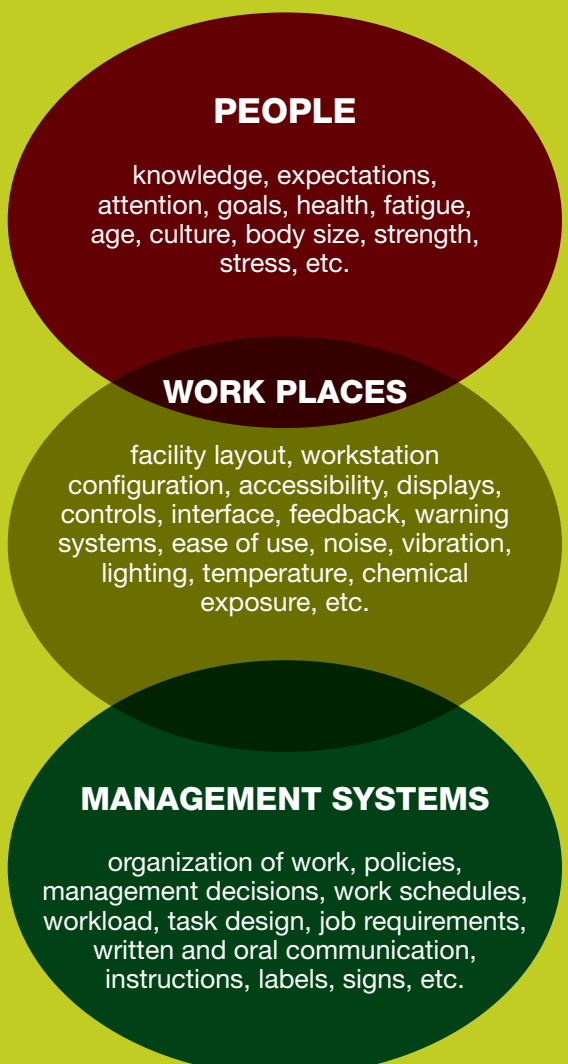 PEOPLE
knowledge, expectations,
attention, goals, health, fatigue,
age, culture, body size, strength,
stress, etc.
WORK PLACES
facility layout, workstation
configuration, accessibility, displays,
controls, interface, feedback, warning
systems, ease of use, noise, vibration,
lighting, temperature, chemical
exposure, etc.
MANAGEMENT SYSTEMS
organization of work, policies,
management decisions, work schedules,
workload, task design, job requirements,
written and oral communication,
instructions, labels, signs, etc.